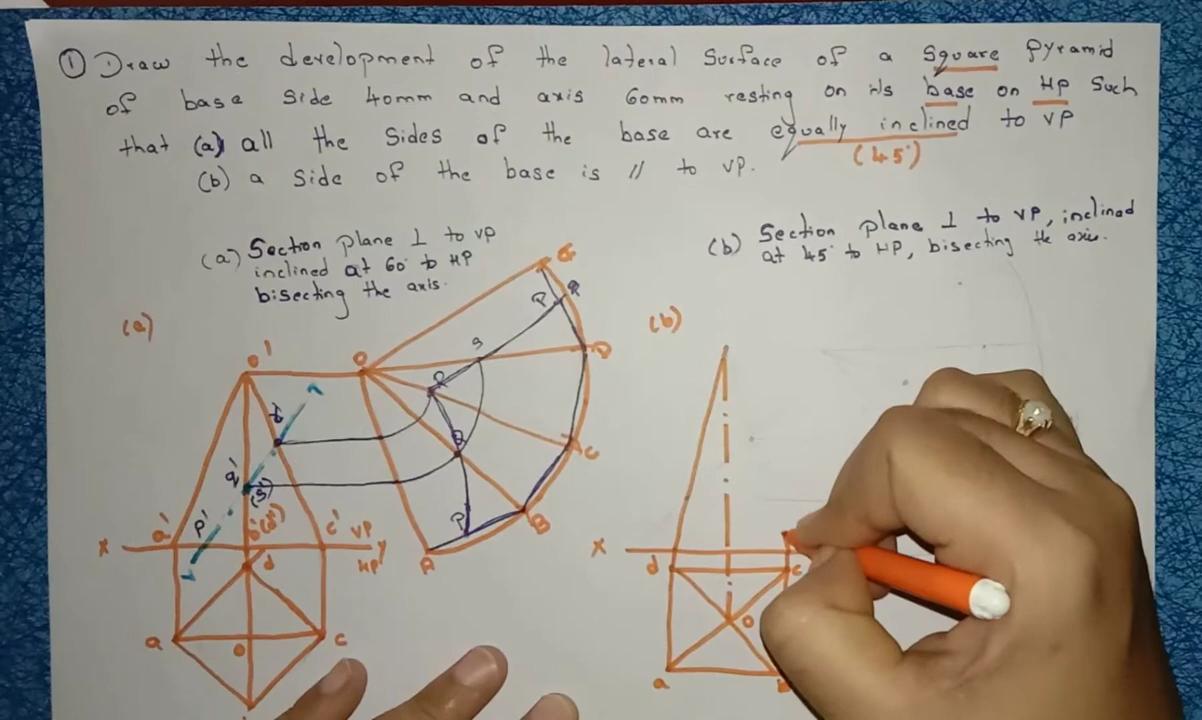 ① Draw the development of the lateral Surface of a Square Pyramid
of base Side 40mm and axis 60mm resting on its base on HP Such
that (a) all the Sides of the base are equally inclined to VP
(45°)
(b) a Side of the base is // to VP.
(a) Section plane ⊥ to VP
inclined at 60° to HP
bisecting the axis.
(b) Section plane ⊥ to VP, inclined
at 45° to HP, bisecting the axis.
(a)
(b)
o'
O
D
S
R
C
B
Q
P
A
q'
(s')
p'
a'
b'(d')
c'
VP
HP
X
Y
d
a
o
c
X
d
c
o
a